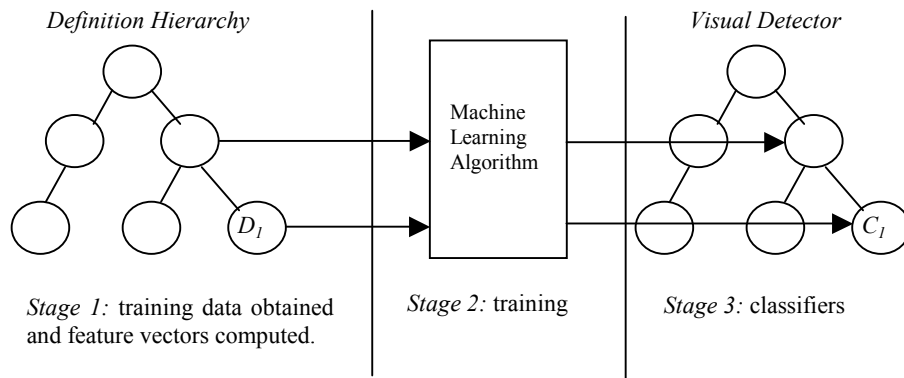 Definition Hierarchy
Visual Detector
Machine
Learning
Algorithm
D1
C1
Stage 1: training data obtained
and feature vectors computed.
Stage 2: training
Stage 3: classifiers